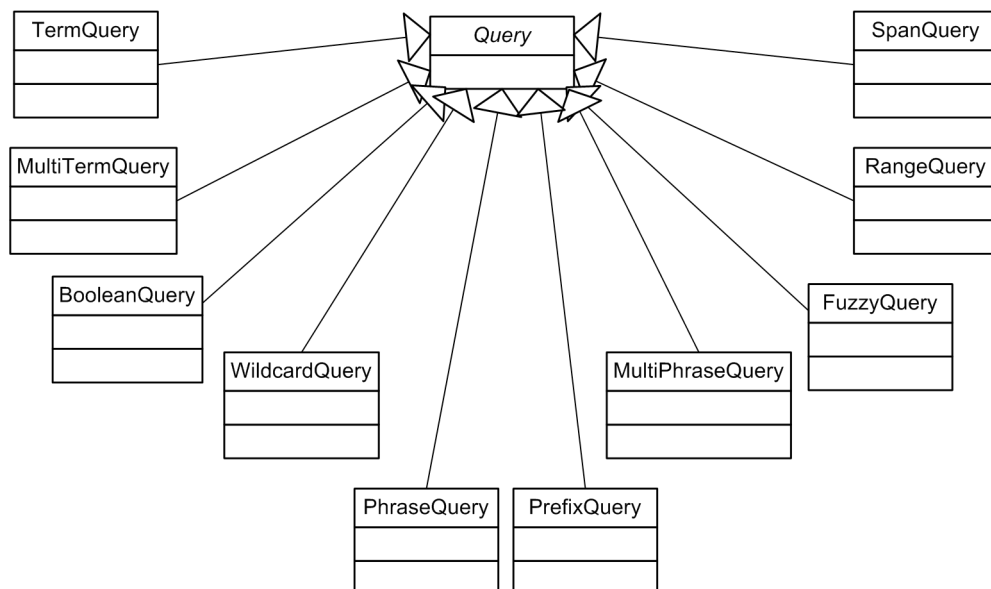 TermQuery
Query
SpanQuery
MultiTermQuery
RangeQuery
BooleanQuery
FuzzyQuery
WildcardQuery
MultiPhraseQuery
PhraseQuery
PrefixQuery